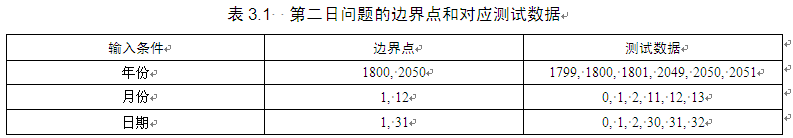 表 3.1 第二日问题的边界点和对应测试数据
输入条件 边界点 测试数据
年份 1800, 2050 1799, 1800, 1801, 2049, 2050, 2051
月份 1, 12 0, 1, 2, 11, 12, 13
日期 1, 31 0, 1, 2, 30, 31, 32